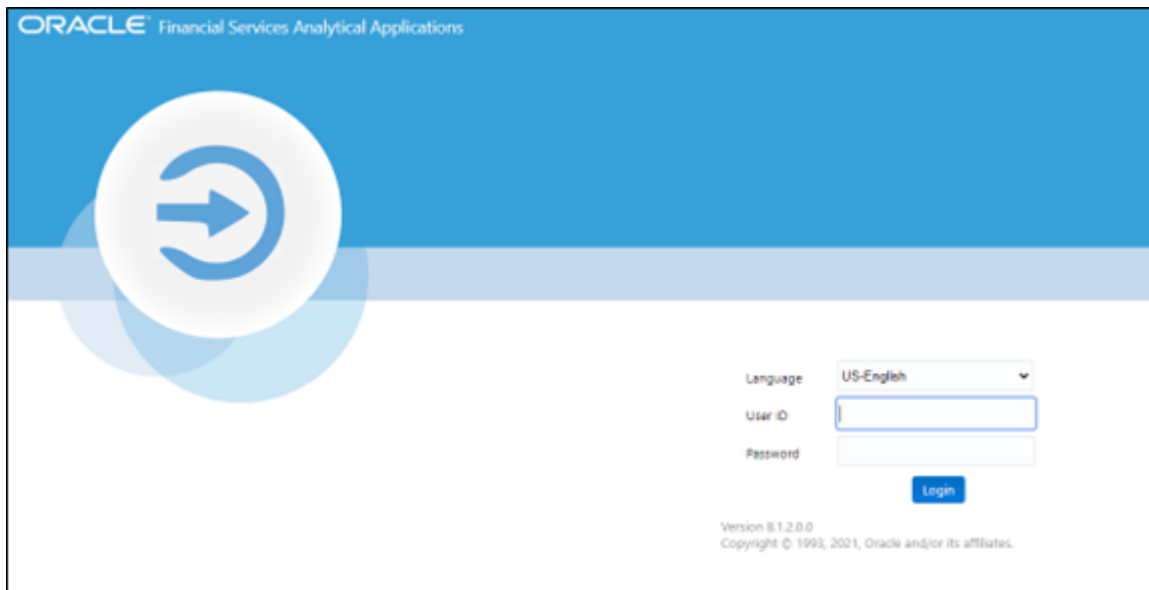 ORACLE® Financial Services Analytical Applications
Language US-English
User ID
Password
Login
Version 8.1.2.0.0
Copyright © 1993, 2021, Oracle and/or its affiliates.